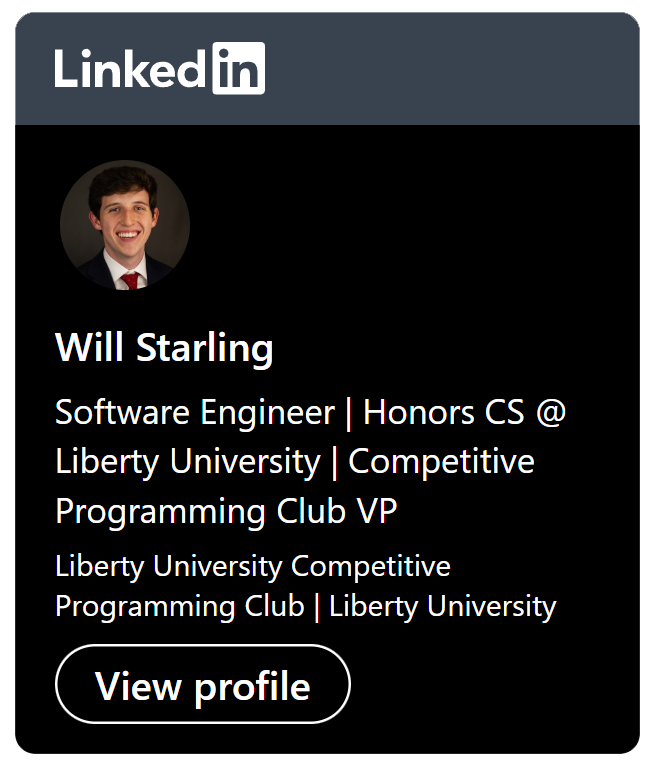 LinkedIn
Will Starling
Software Engineer | Honors CS @
Liberty University | Competitive
Programming Club VP
Liberty University Competitive
Programming Club | Liberty University
View profile